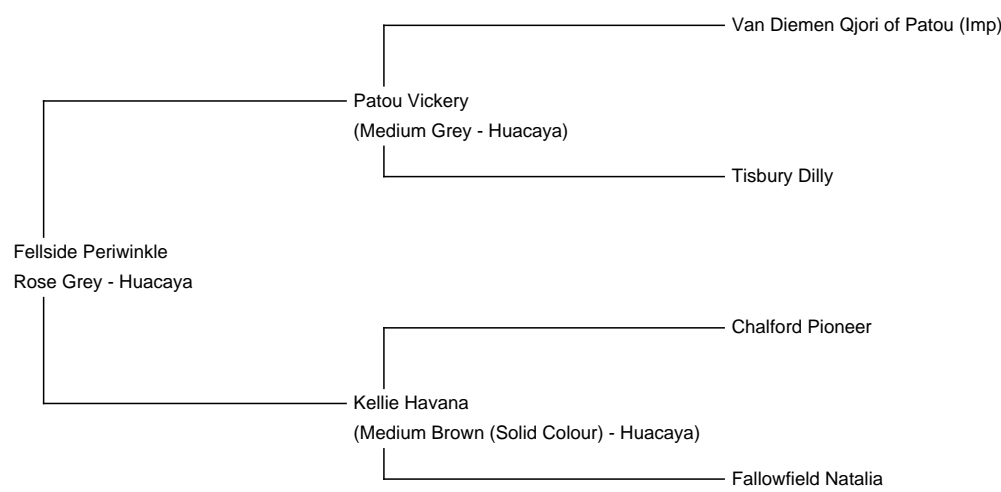 Van Diemen Qjori of Patou (Imp)
Patou Vickery
(Medium Grey - Huacaya)
Tisbury Dilly
Fellside Periwinkle
Rose Grey - Huacaya
Chalford Pioneer
Kellie Havana
(Medium Brown (Solid Colour) - Huacaya)
Fallowfield Natalia